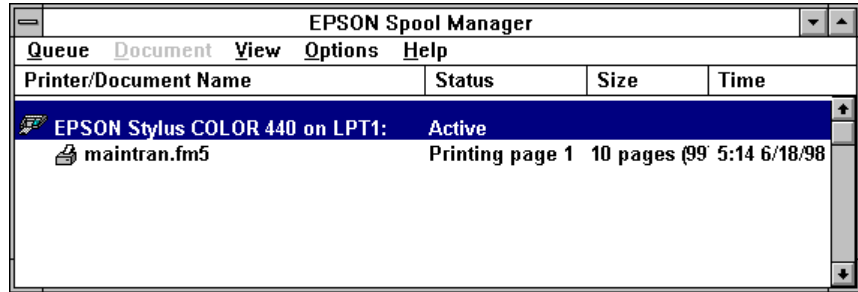 EPSON Spool Manager
Queue Document View Options Help
Printer/Document Name Status Size Time
EPSON Stylus COLOR 440 on LPT1: Active
maintran.fm5 Printing page 1 10 pages (99 5:14 6/18/98